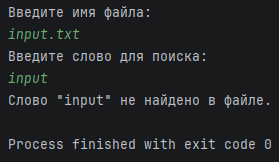 Введите имя файла:
input.txt
Введите слово для поиска:
input
Слово "input" не найдено в файле.
Process finished with exit code 0